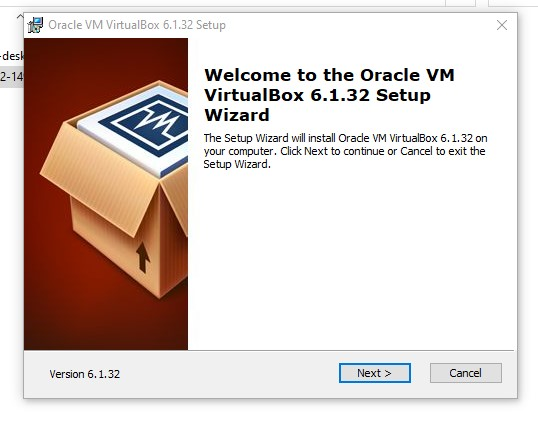 Oracle VM VirtualBox 6.1.32 Setup
-desk
2-149
Welcome to the Oracle VM
VirtualBox 6.1.32 Setup
Wizard
The Setup Wizard will install Oracle VM VirtualBox 6.1.32 on
your computer. Click Next to continue or Cancel to exit the
Setup Wizard.
Version 6.1.32
Next >
Cancel